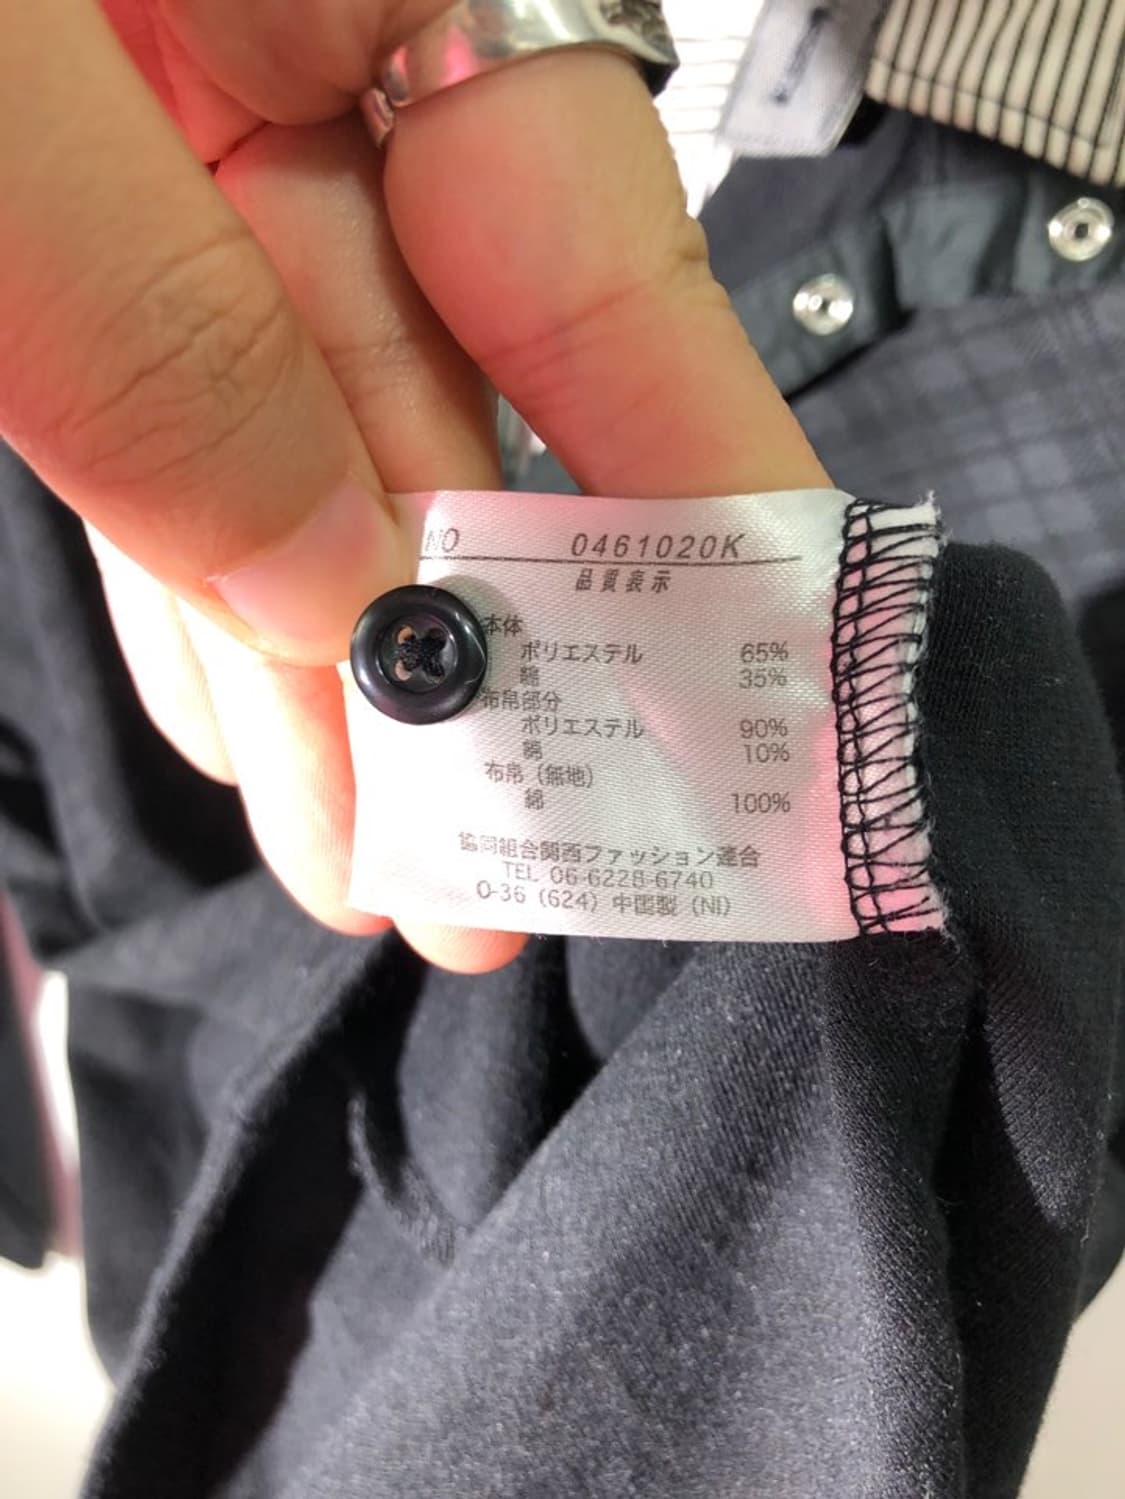 NO 0461020K
品質表示
本体
ポリエステル 65%
綿 35%
布帛部分
ポリエステル 90%
綿 10%
布帛（無地）
綿 100%
協同組合関西ファッション連合
TEL 06-6228-6740
0-36（624）中国製（NI）